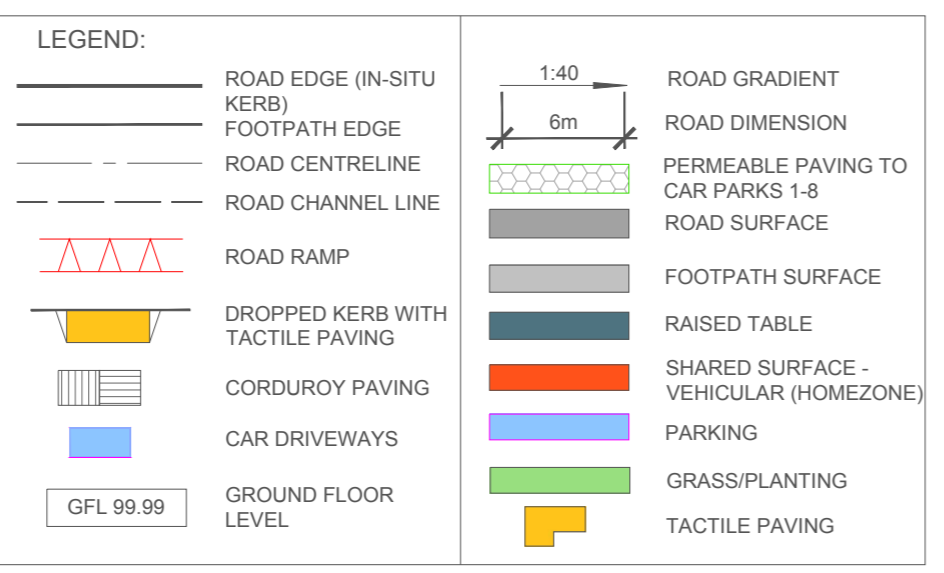 LEGEND:
ROAD EDGE (IN-SITU
KERB)
FOOTPATH EDGE
ROAD CENTRELINE
ROAD CHANNEL LINE
ROAD RAMP
DROPPED KERB WITH
TACTILE PAVING
CORDUROY PAVING
CAR DRIVEWAYS
GFL 99.99
GROUND FLOOR
LEVEL
1:40
ROAD GRADIENT
6m
ROAD DIMENSION
PERMEABLE PAVING TO
CAR PARKS 1-8
ROAD SURFACE
FOOTPATH SURFACE
RAISED TABLE
SHARED SURFACE -
VEHICULAR (HOMEZONE)
PARKING
GRASS/PLANTING
TACTILE PAVING